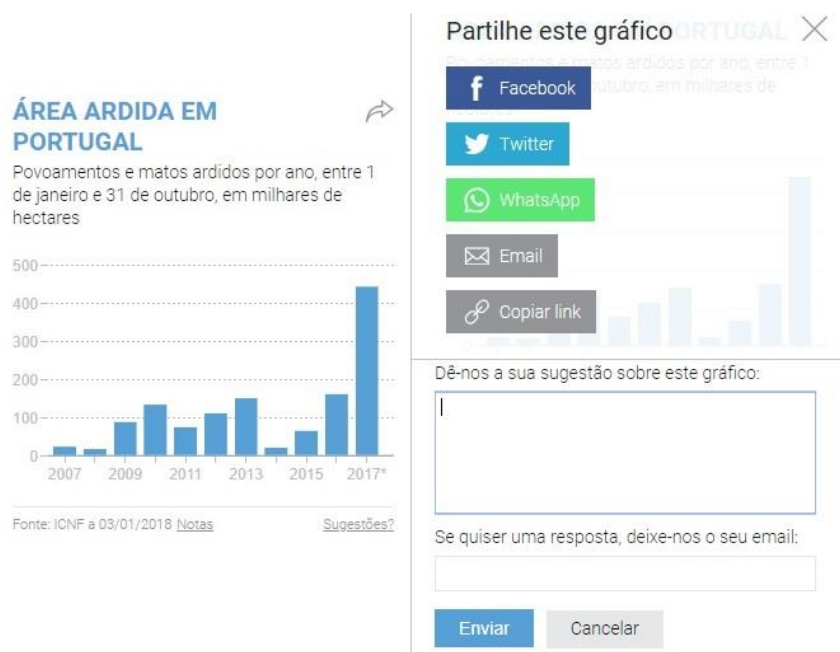 ÁREA ARDIDA EM
PORTUGAL
Povoamentos e matos ardidos por ano, entre 1
de janeiro e 31 de outubro, em milhares de
hectares
500
400
300
200
100
0
2007 2009 2011 2013 2015 2017*
Fonte: ICNF a 03/01/2018 Notas Sugestões?
Partilhe este gráfico
Facebook
Twitter
WhatsApp
Email
Copiar link
Dê-nos a sua sugestão sobre este gráfico:
Se quiser uma resposta, deixe-nos o seu email:
Enviar Cancelar